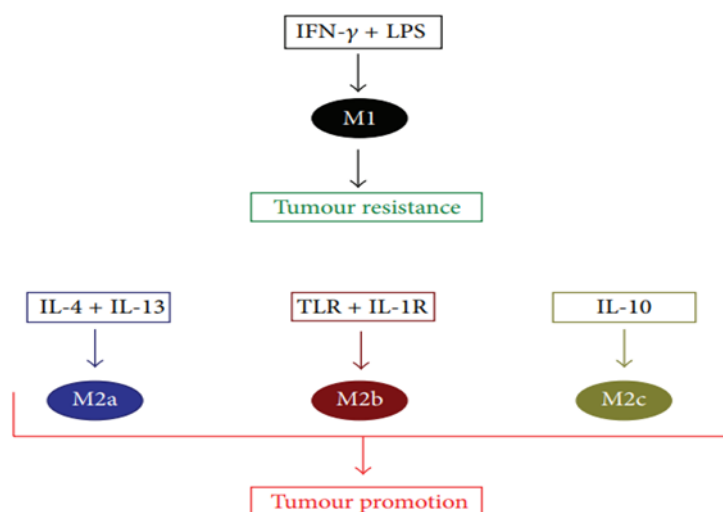 IFN-γ + LPS
M1
Tumour resistance
IL-4 + IL-13
TLR + IL-1R
IL-10
M2a
M2b
M2c
Tumour promotion